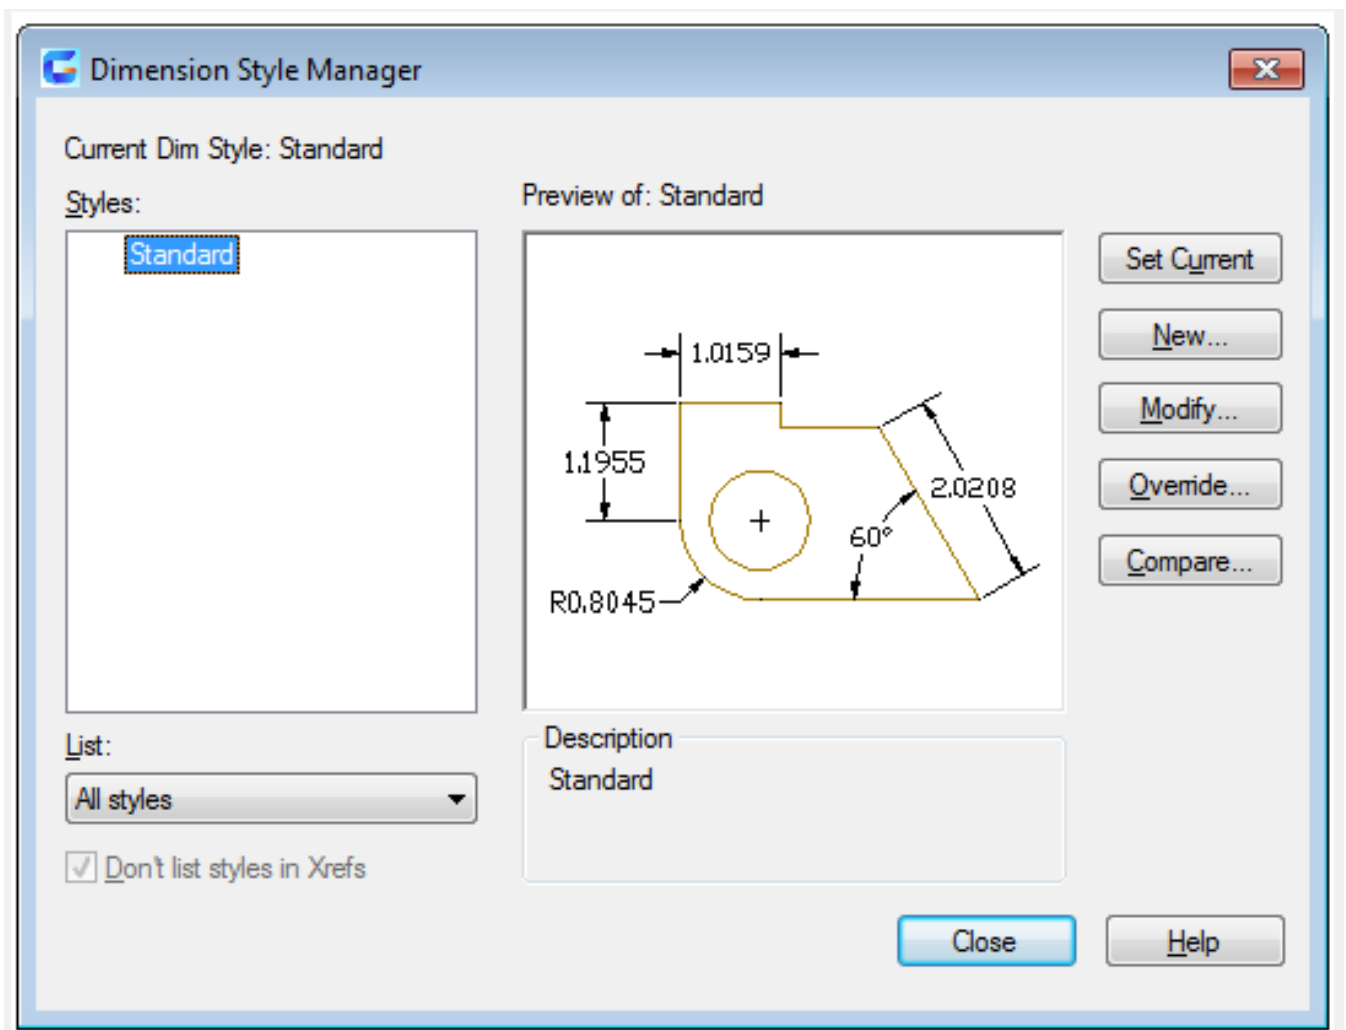 Dimension Style Manager
Current Dim Style: Standard
Styles:
Standard
Preview of: Standard
1.0159
1.1955
2.0208
60°
R0.8045
Set Current
New...
Modify...
Override...
Compare...
List:
All styles
Don't list styles in Xrefs
Description
Standard
Close
Help